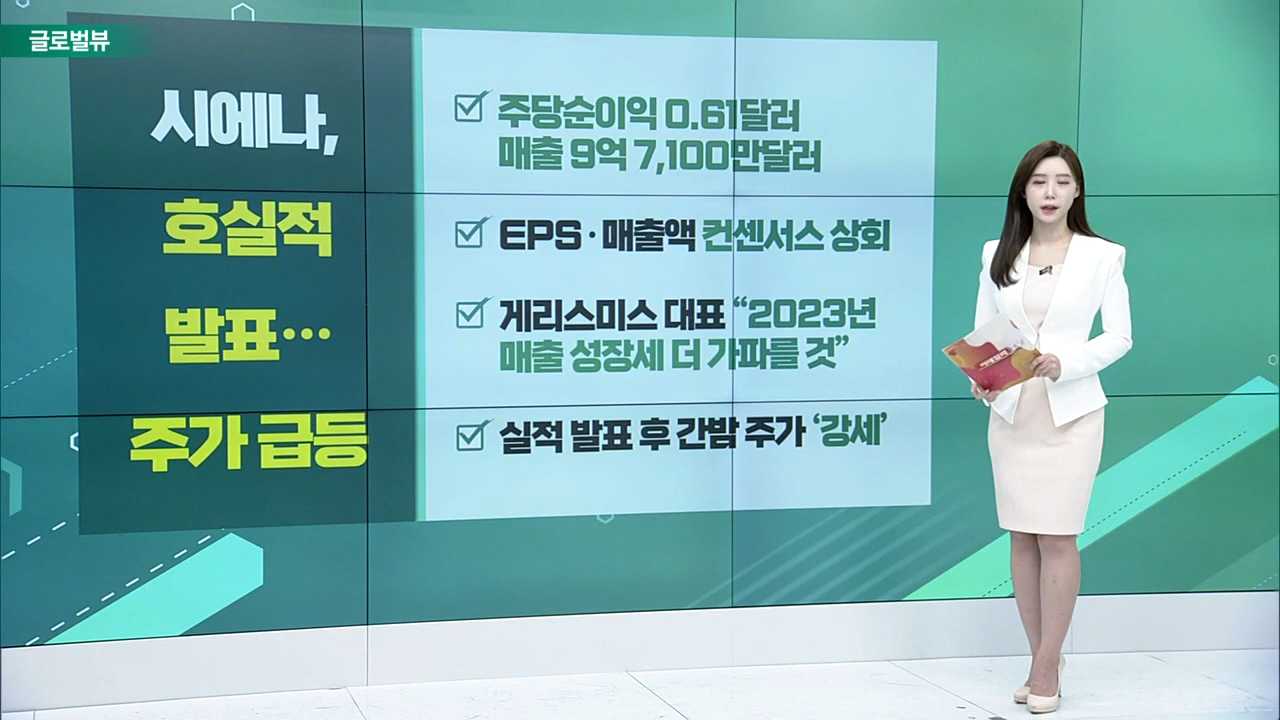 글로벌뷰
시에나,
호실적
발표…
주가 급등
주당순이익 0.61달러
매출 9억 7,100만달러
EPS·매출액 컨센서스 상회
게리스미스 대표 “2023년
매출 성장세 더 가파를 것”
실적 발표 후 간밤 주가 ‘강세’